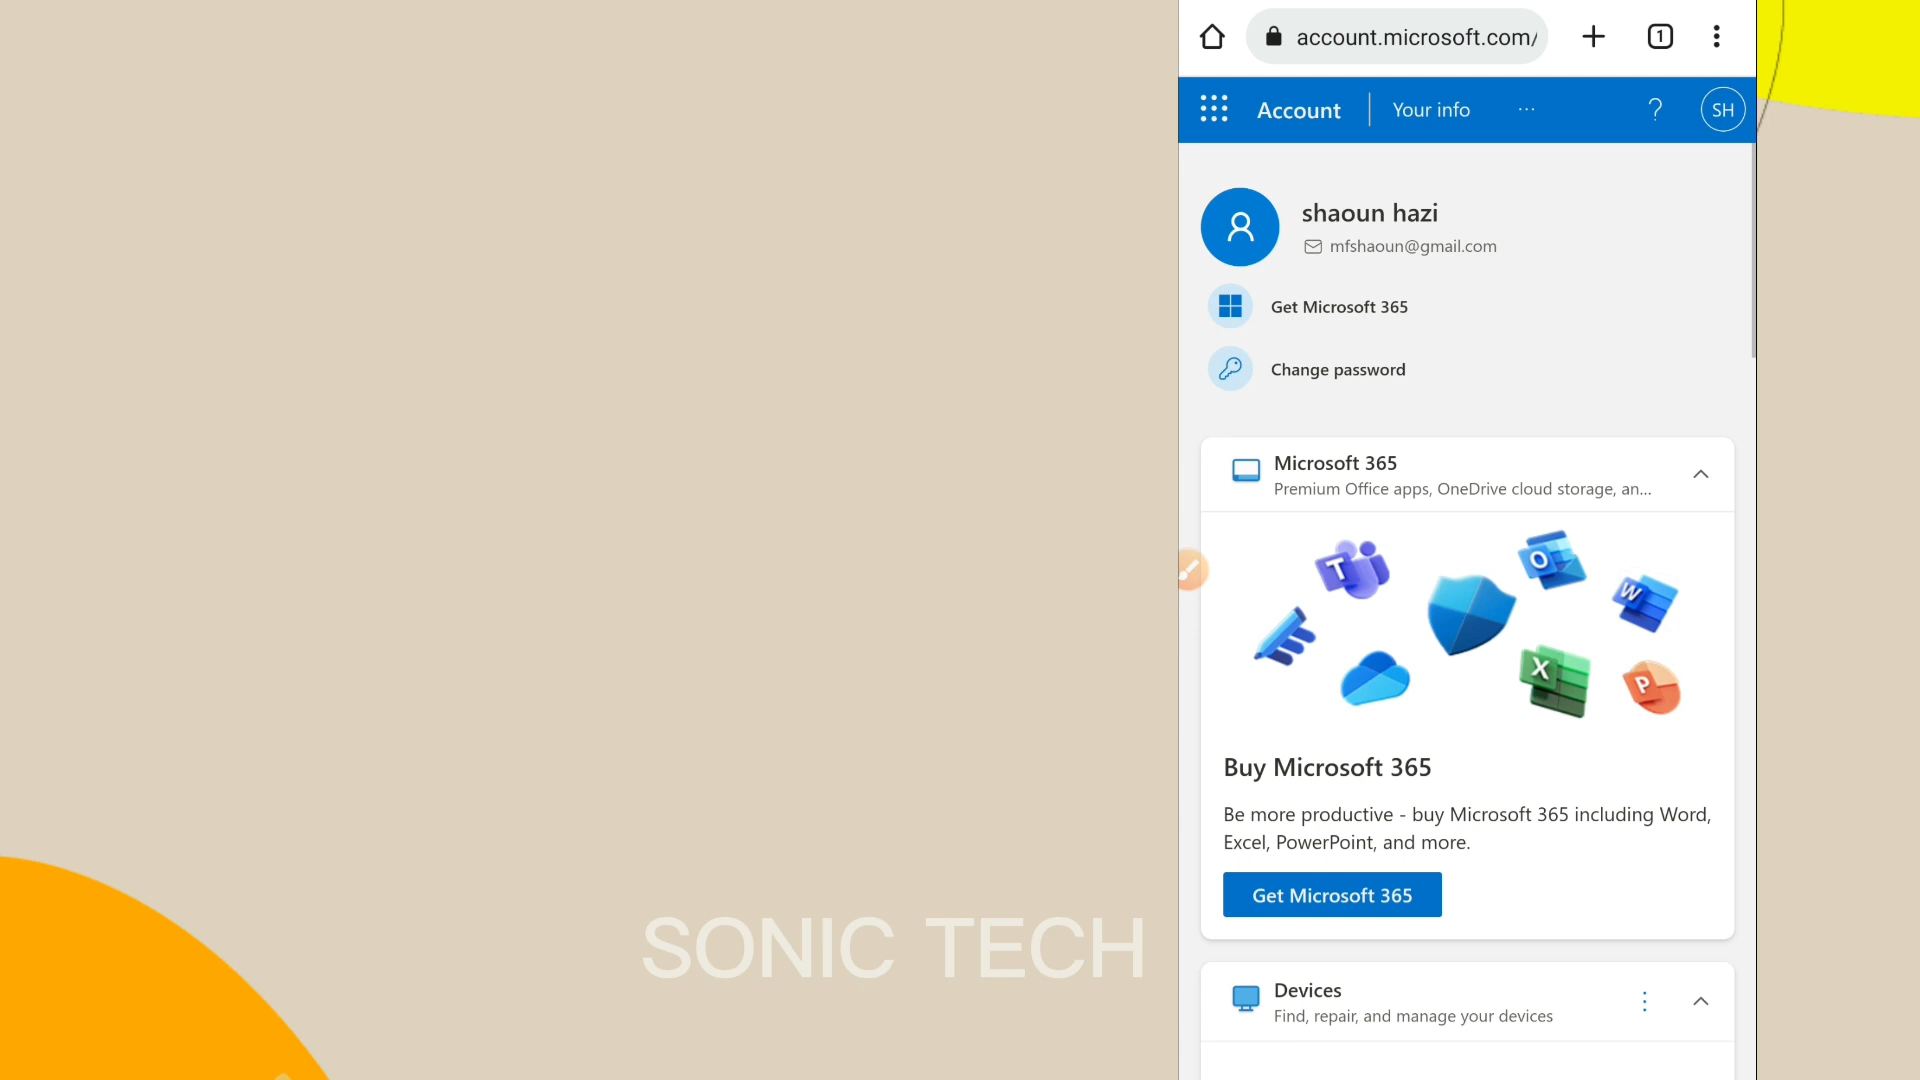 account.microsoft.com/
1
Account
Your info
...
?
SH
shaoun hazi
mfshaoun@gmail.com
Get Microsoft 365
Change password
Microsoft 365
Premium Office apps, OneDrive cloud storage, an...
T
O
W
X
P
Buy Microsoft 365
Be more productive - buy Microsoft 365 including Word,
Excel, PowerPoint, and more.
Get Microsoft 365
SONIC TECH
Devices
Find, repair, and manage your devices